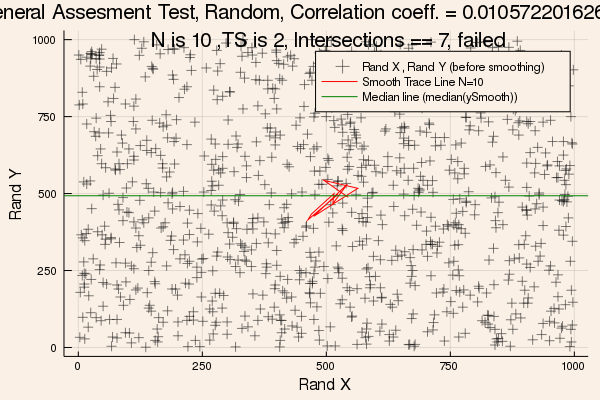 eneral Assesment Test, Random, Correlation coeff. = 0.010572201626
N is 10 ,TS is 2, Intersections == 7, failed
Rand X, Rand Y (before smoothing)
Smooth Trace Line N=10
Median line (median(ySmooth))
Rand Y
1000
750
500
250
0
0
250
500
750
1000
Rand X